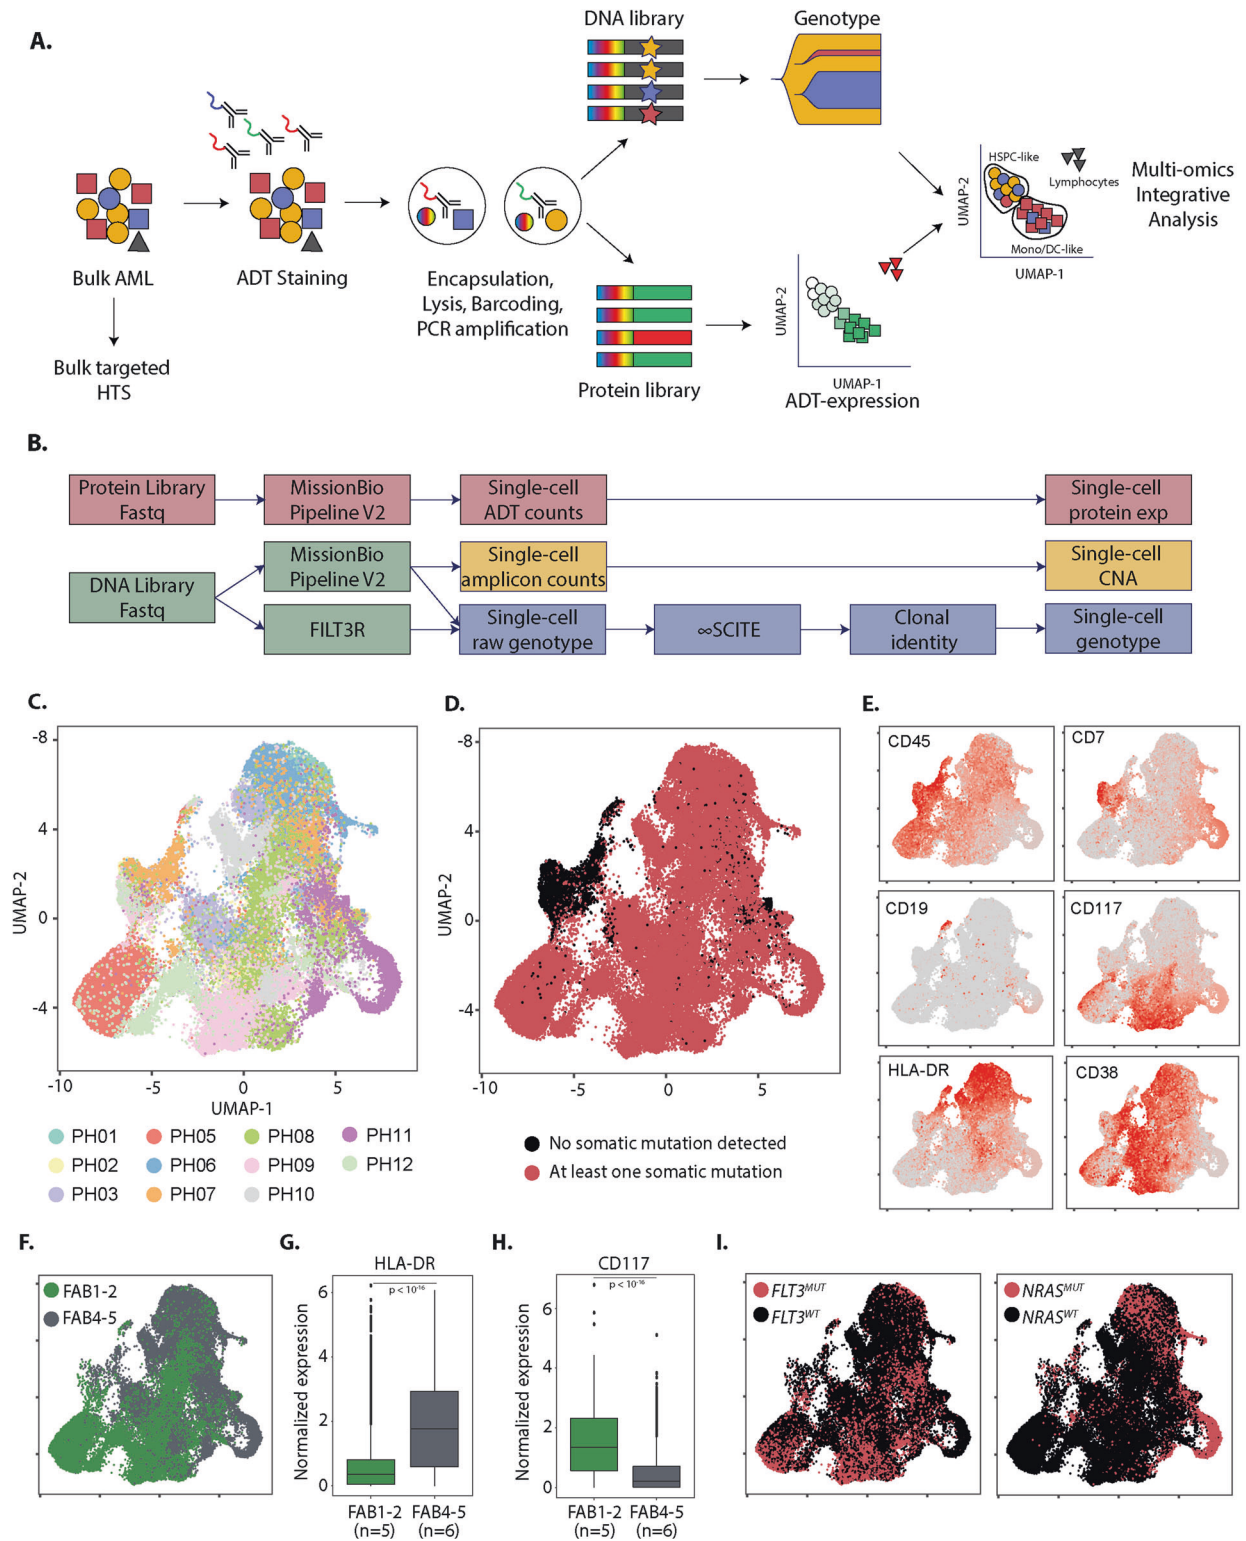 A.
DNA library
Genotype
Bulk AML
ADT Staining
Encapsulation,
Lysis, Barcoding,
PCR amplification
Bulk targeted
HTS
Protein library
UMAP-2
UMAP-1
ADT-expression
HSPC-like
Lymphocytes
Mono/DC-like
UMAP-2
UMAP-1
Multi-omics
Integrative
Analysis
B.
Protein Library
Fastq
MissionBio
Pipeline V2
Single-cell
ADT counts
Single-cell
protein exp
DNA Library
Fastq
MissionBio
Pipeline V2
Single-cell
amplicon counts
Single-cell
CNA
FILT3R
Single-cell
raw genotype
∞SCITE
Clonal
identity
Single-cell
genotype
C.
-8
4
0
-4
UMAP-2
-10
-5
0
5
UMAP-1
PH01
PH02
PH03
PH05
PH06
PH07
PH08
PH09
PH10
PH11
PH12
D.
-8
4
0
-4
UMAP-2
-10
-5
0
5
No somatic mutation detected
At least one somatic mutation
E.
CD45
CD7
CD19
CD117
HLA-DR
CD38
F.
FAB1-2
FAB4-5
G.
HLA-DR
p < 10-16
Normalized expression
6
4
2
0
FAB1-2
(n=5)
FAB4-5
(n=6)
H.
CD117
p < 10-16
Normalized expression
6
4
2
0
FAB1-2
(n=5)
FAB4-5
(n=6)
I.
FLT3MUT
FLT3WT
NRASMUT
NRASWT